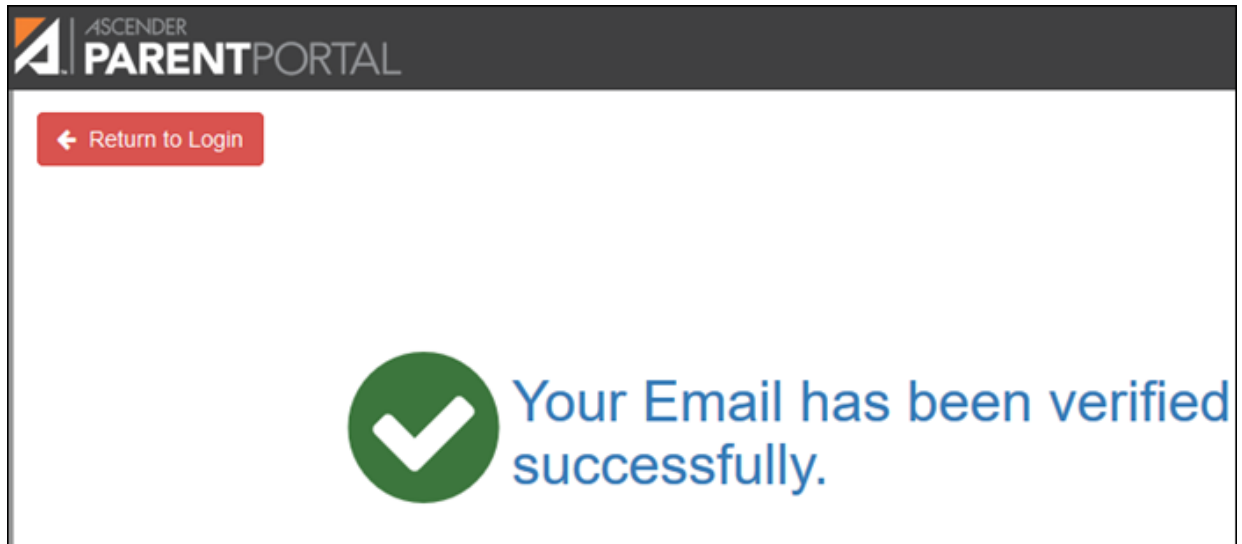 ASCENDER
PARENTPORTAL
Return to Login
Your Email has been verified
successfully.